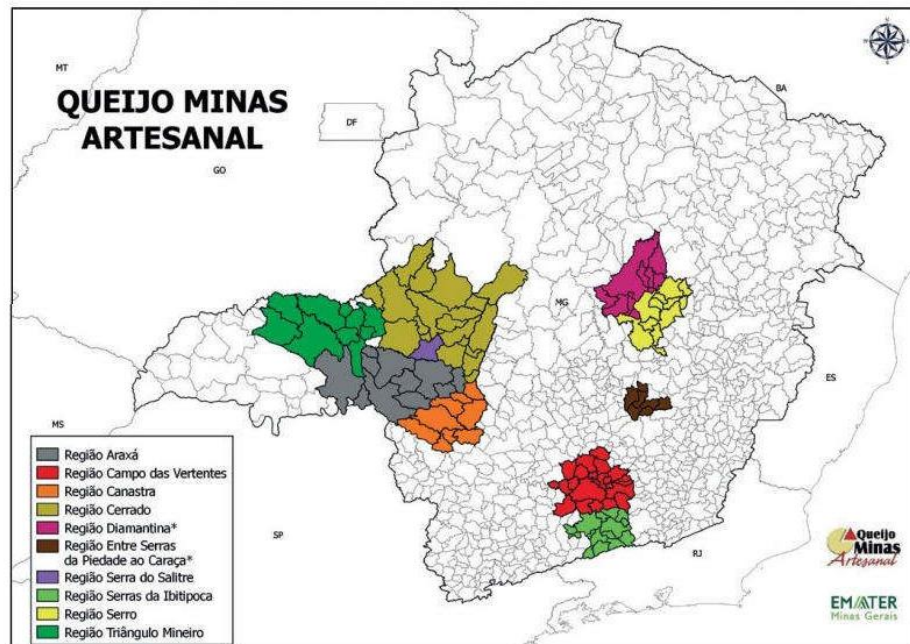 MT
QUEIJO MINAS
ARTESANAL
DF
BA
GO
MG
ES
MS
SP
RJ
Região Araxá
Região Campo das Vertentes
Região Canastra
Região Cerrado
Região Diamantina*
Região Entre Serras
da Piedade ao Caraça*
Região Serra do Salitre
Região Serras da Ibitipoca
Região Serro
Região Triângulo Mineiro
Queijo
Minas
Artesanal
EMATER
Minas Gerais